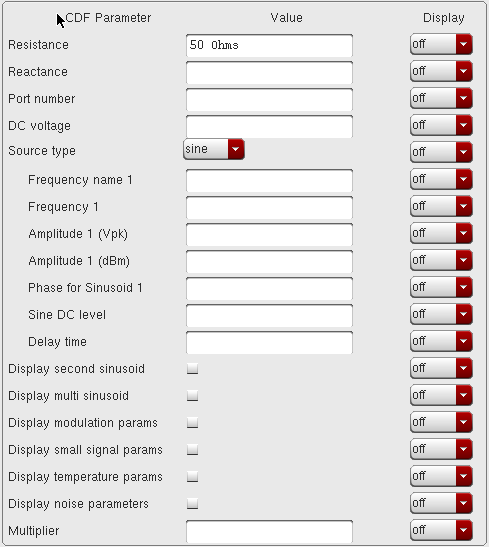 CDF Parameter Value Display
Resistance 50 Ohms off
Reactance off
Port number off
DC voltage off
Source type sine off
Frequency name 1 off
Frequency 1 off
Amplitude 1 (Vpk) off
Amplitude 1 (dBm) off
Phase for Sinusoid 1 off
Sine DC level off
Delay time off
Display second sinusoid off
Display multi sinusoid off
Display modulation params off
Display small signal params off
Display temperature params off
Display noise parameters off
Multiplier off